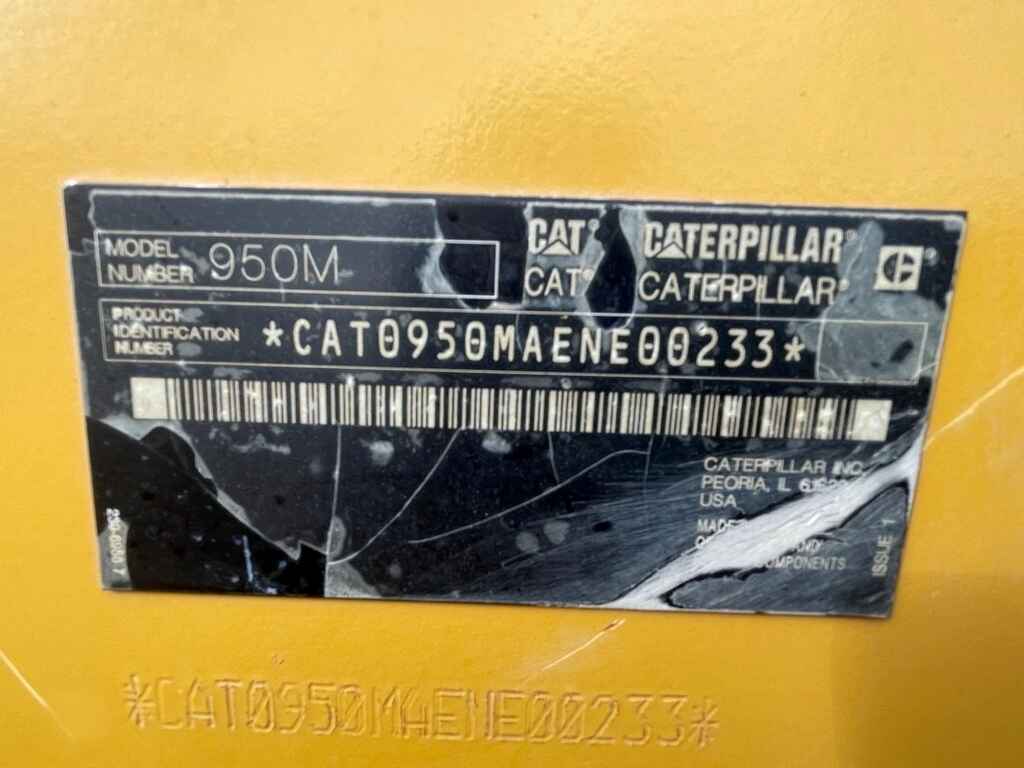 MODEL NUMBER 950M
CAT® CATERPILLAR®
CAT® CATERPILLAR®
PRODUCT IDENTIFICATION NUMBER *CAT0950MAENE00233*
CATERPILLAR INC.
PEORIA, IL
USA
MADE
COMPONENTS
ISSUE 1
*CAT0950MAENE00233*